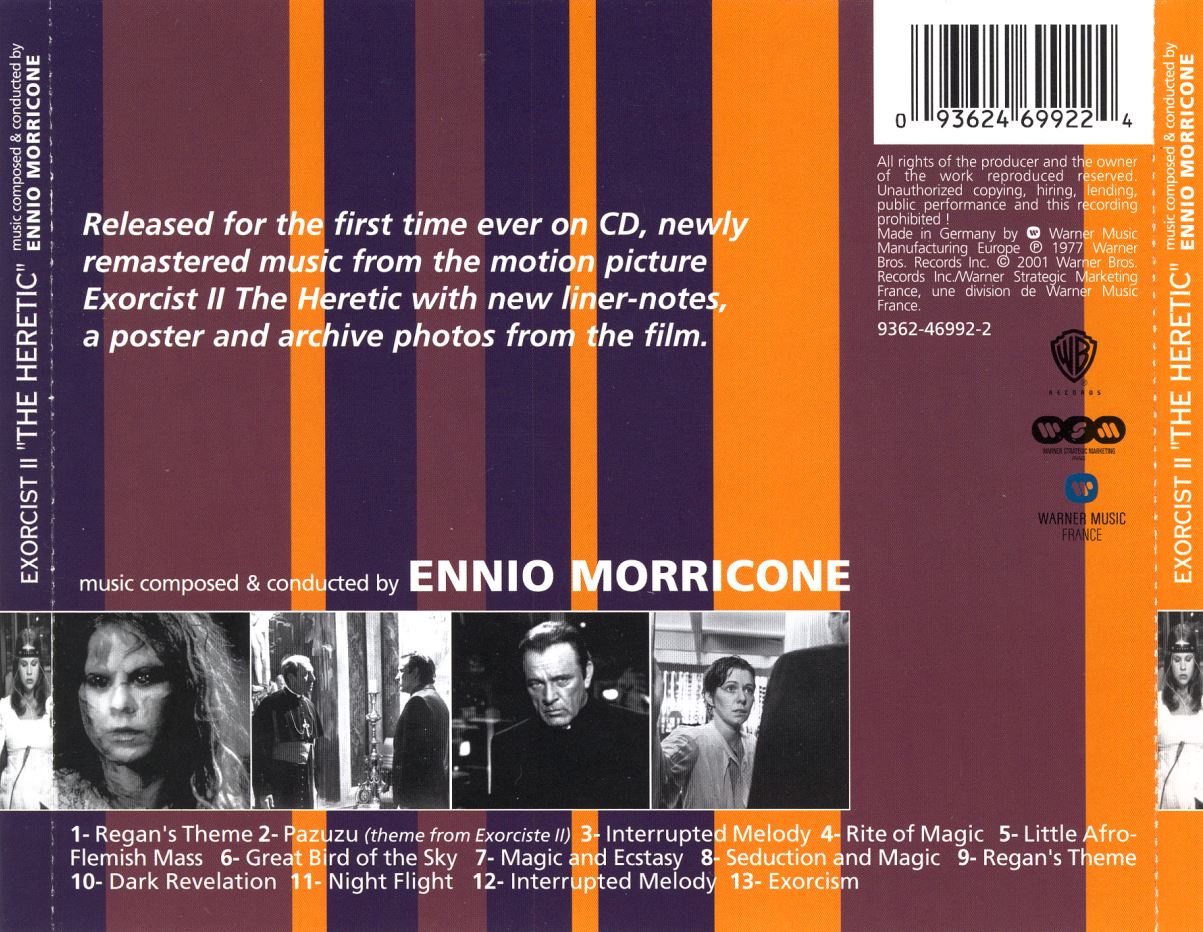 EXORCIST II "THE HERETIC" music composed & conducted by ENNIO MORRICONE
0 93624 69922 4
All rights of the producer and the owner
of the work reproduced reserved.
Unauthorized copying, hiring, lending,
public performance and this recording
prohibited !
Made in Germany by Warner Music
Manufacturing Europe ℗ 1977 Warner
Bros. Records Inc. © 2001 Warner Bros.
Records Inc./Warner Strategic Marketing
France, une division de Warner Music
France.
9362-46992-2
WB
RECORDS
WARNER STRATEGIC MARKETING
WARNER MUSIC
FRANCE
Released for the first time ever on CD, newly
remastered music from the motion picture
Exorcist II The Heretic with new liner-notes,
a poster and archive photos from the film.
music composed & conducted by ENNIO MORRICONE
1- Regan's Theme 2- Pazuzu (theme from Exorciste II) 3- Interrupted Melody 4- Rite of Magic 5- Little Afro-
Flemish Mass 6- Great Bird of the Sky 7- Magic and Ecstasy 8- Seduction and Magic 9- Regan's Theme
10- Dark Revelation 11- Night Flight 12- Interrupted Melody 13- Exorcism
EXORCIST II "THE HERETIC" music composed & conducted by ENNIO MORRICONE